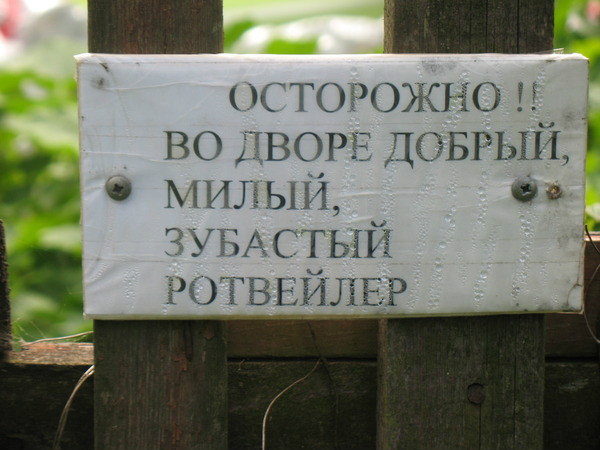 ОСТОРОЖНО !!
ВО ДВОРЕ ДОБРЫЙ,
МИЛЫЙ,
ЗУБАСТЫЙ
РОТВЕЙЛЕР